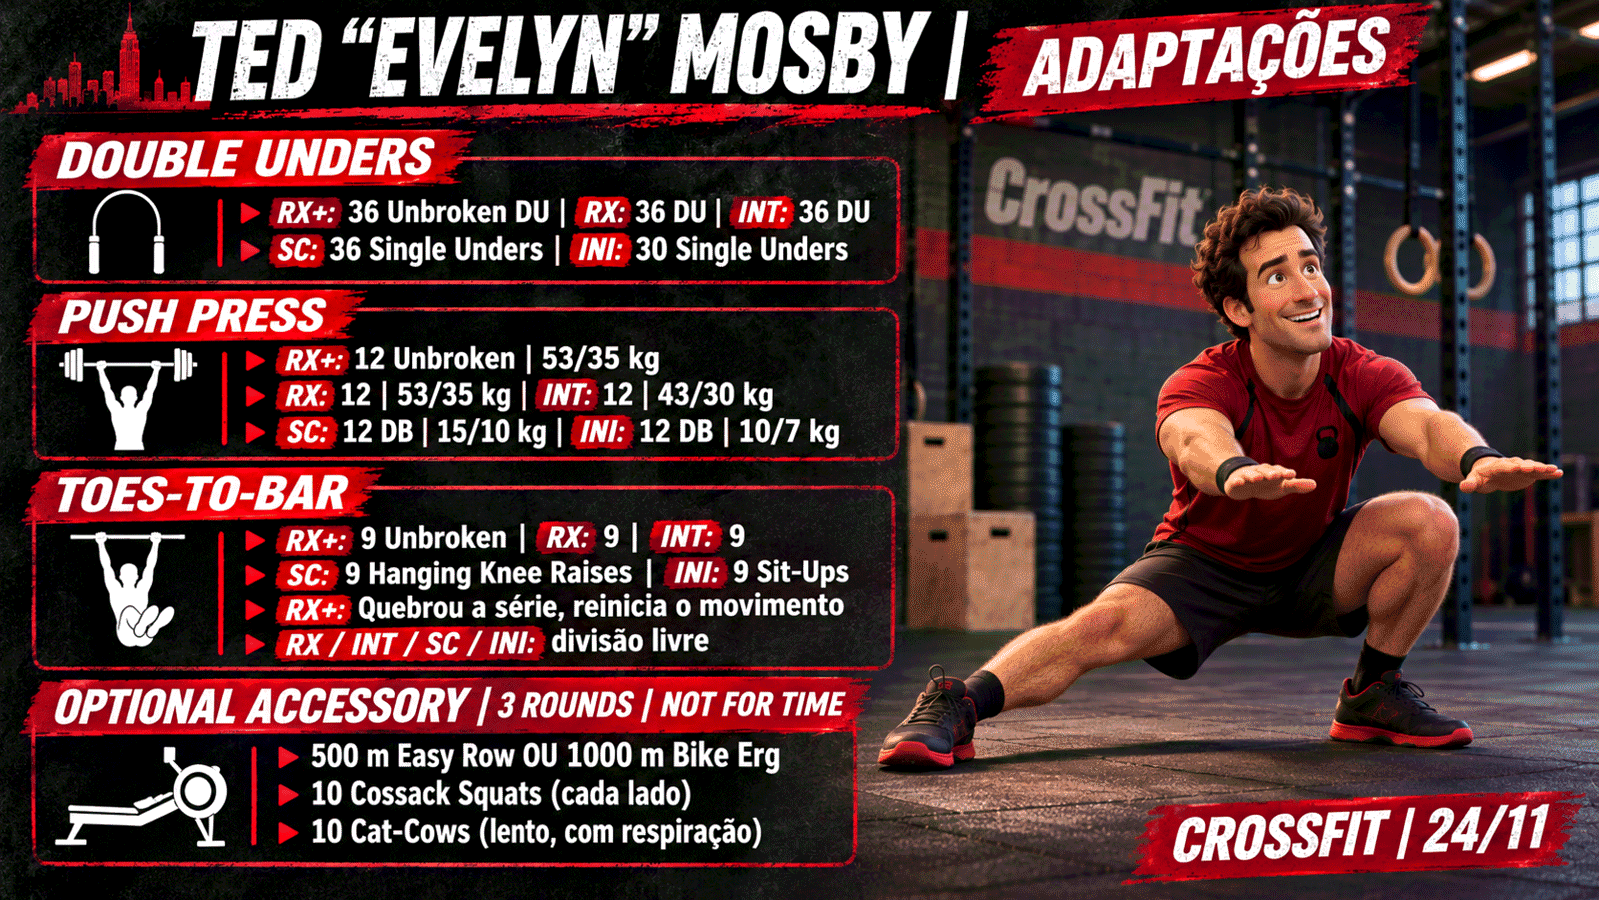 TED “EVELYN” MOSBY | ADAPTAÇÕES
DOUBLE UNDERS
RX+: 36 Unbroken DU | RX: 36 DU | INT: 36 DU
SC: 36 Single Unders | INI: 30 Single Unders
PUSH PRESS
RX+: 12 Unbroken | 53/35 kg
RX: 12 | 53/35 kg | INT: 12 | 43/30 kg
SC: 12 DB | 15/10 kg | INI: 12 DB | 10/7 kg
TOES-TO-BAR
RX+: 9 Unbroken | RX: 9 | INT: 9
SC: 9 Hanging Knee Raises | INI: 9 Sit-Ups
RX+: Quebrou a série, reinicia o movimento
RX / INT / SC / INI: divisão livre
OPTIONAL ACCESSORY | 3 ROUNDS | NOT FOR TIME
500 m Easy Row OU 1000 m Bike Erg
10 Cossack Squats (cada lado)
10 Cat-Cows (lento, com respiração)
CrossFit
CROSSFIT | 24/11